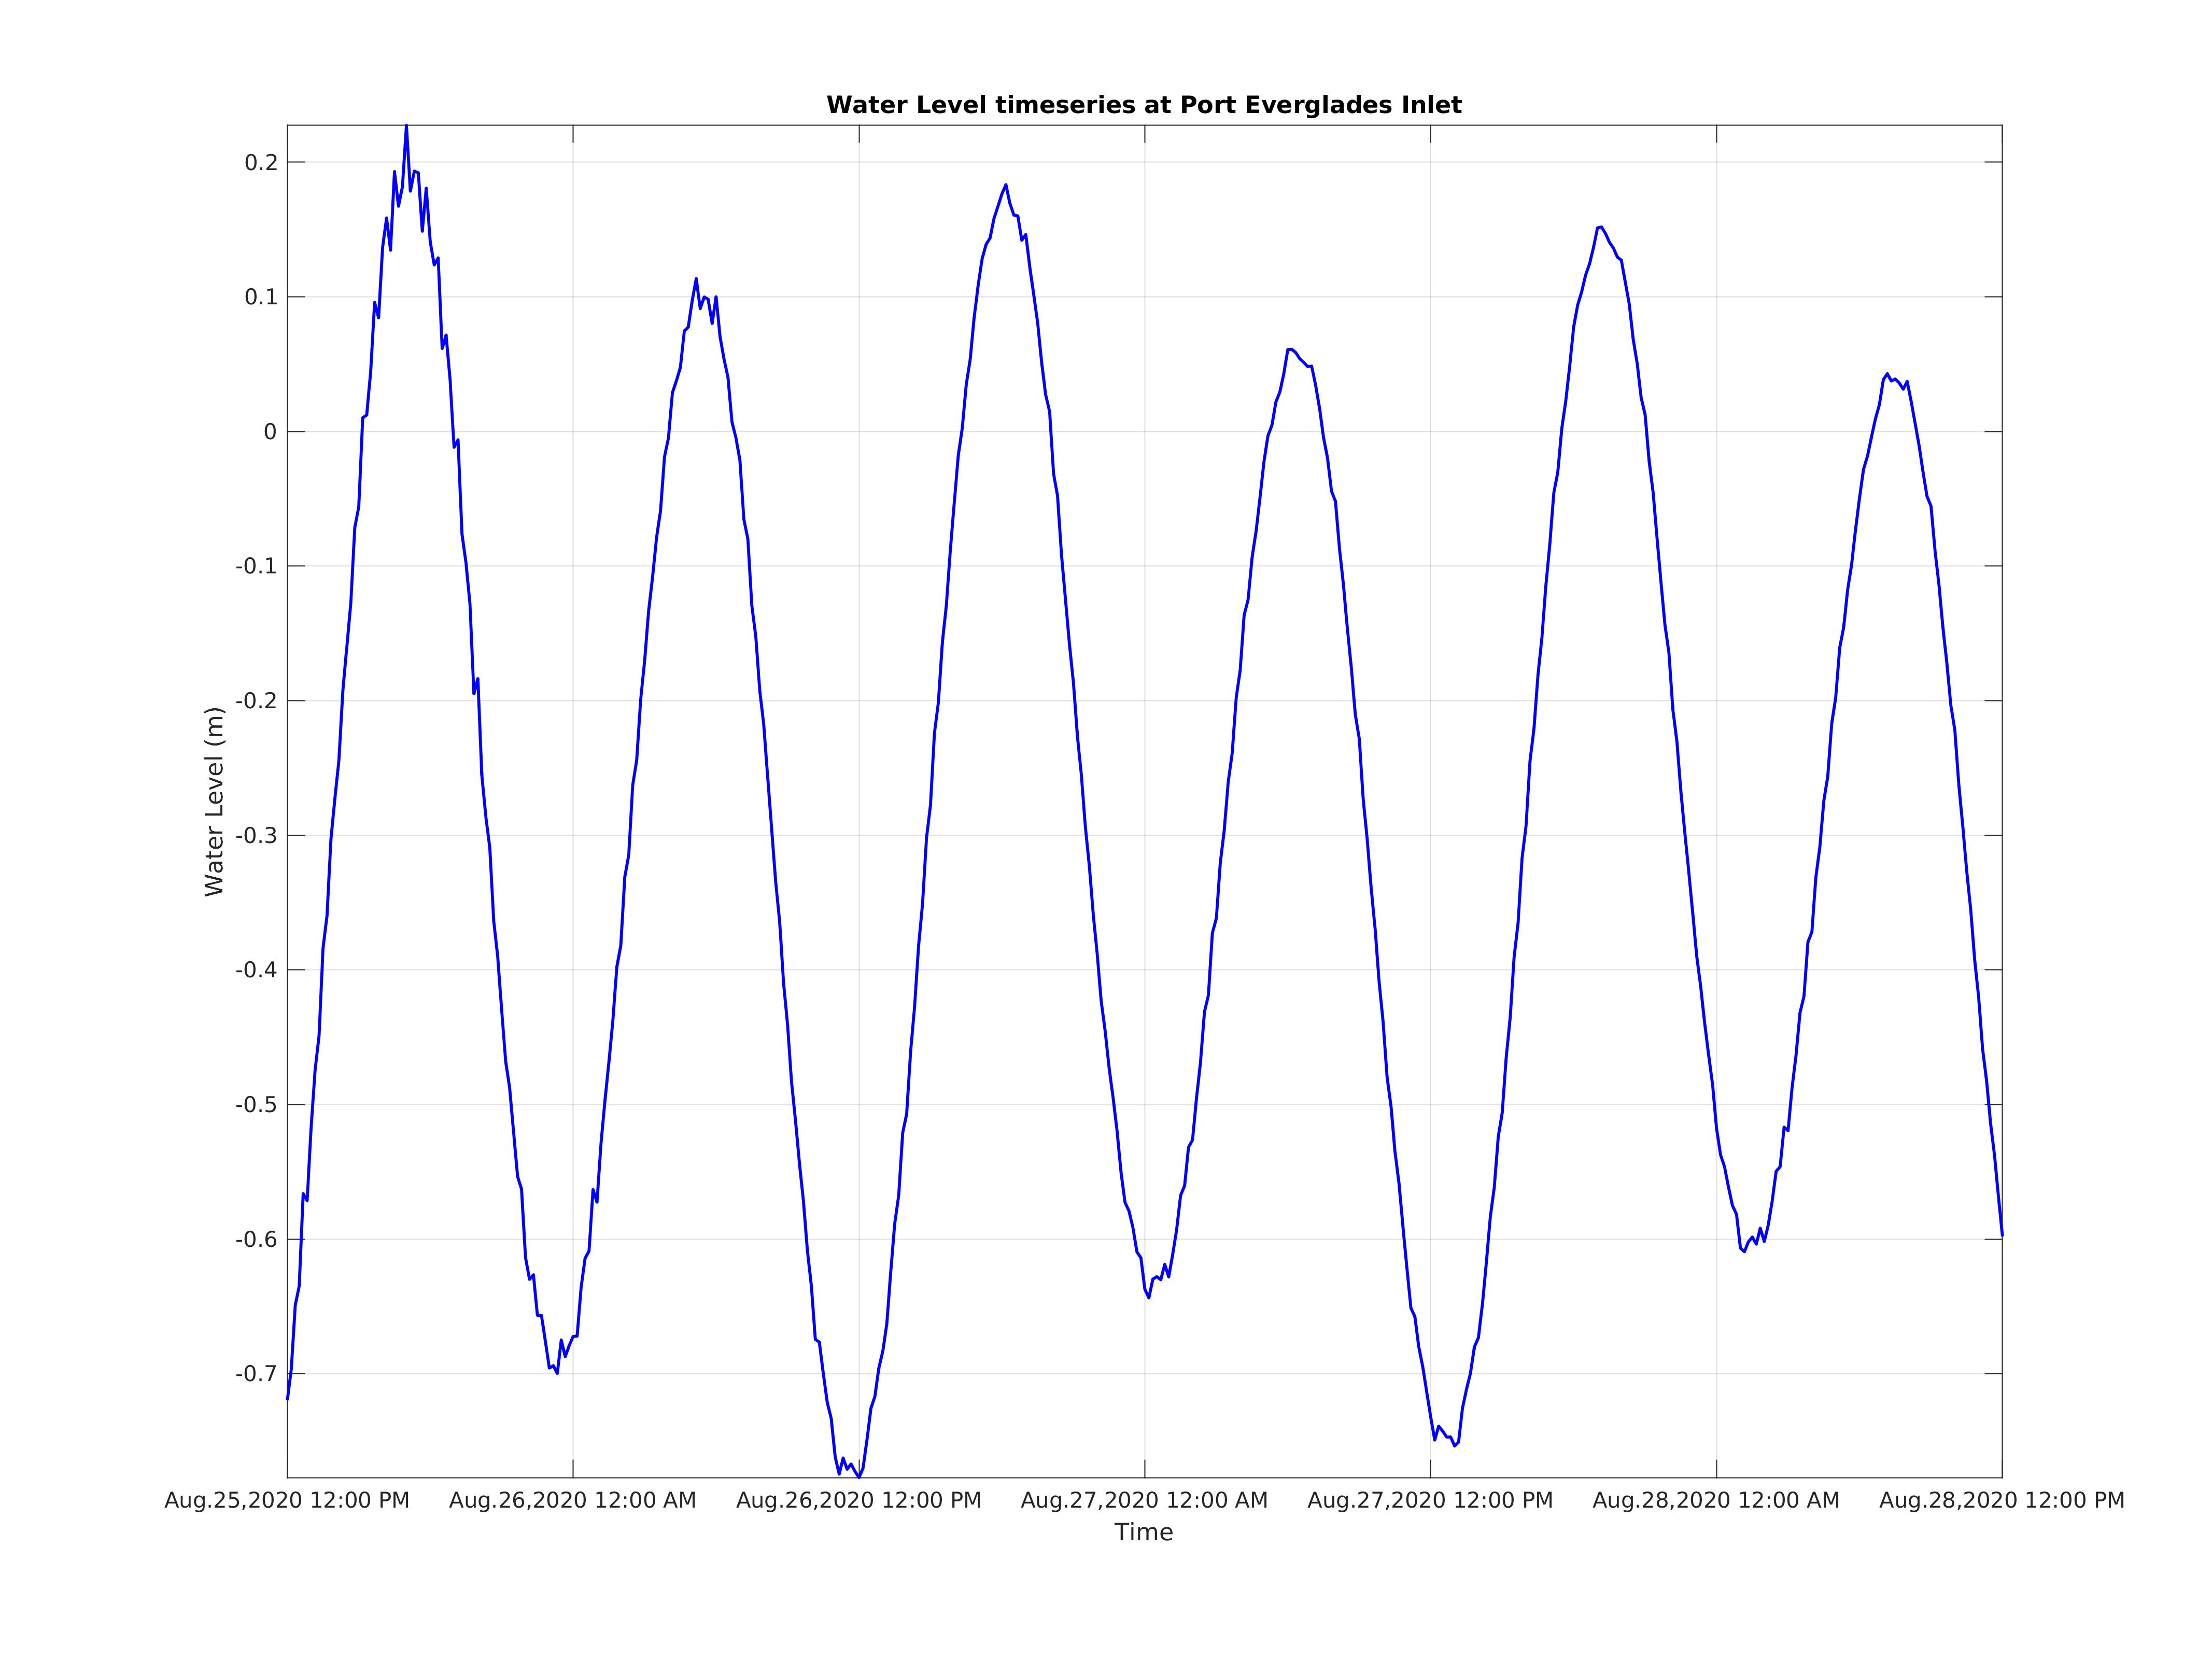 Water Level timeseries at Port Everglades Inlet
0.2
0.1
0
-0.1
-0.2
-0.3
-0.4
-0.5
-0.6
-0.7
Water Level (m)
Aug.25,2020 12:00 PM
Aug.26,2020 12:00 AM
Aug.26,2020 12:00 PM
Aug.27,2020 12:00 AM
Aug.27,2020 12:00 PM
Aug.28,2020 12:00 AM
Aug.28,2020 12:00 PM
Time